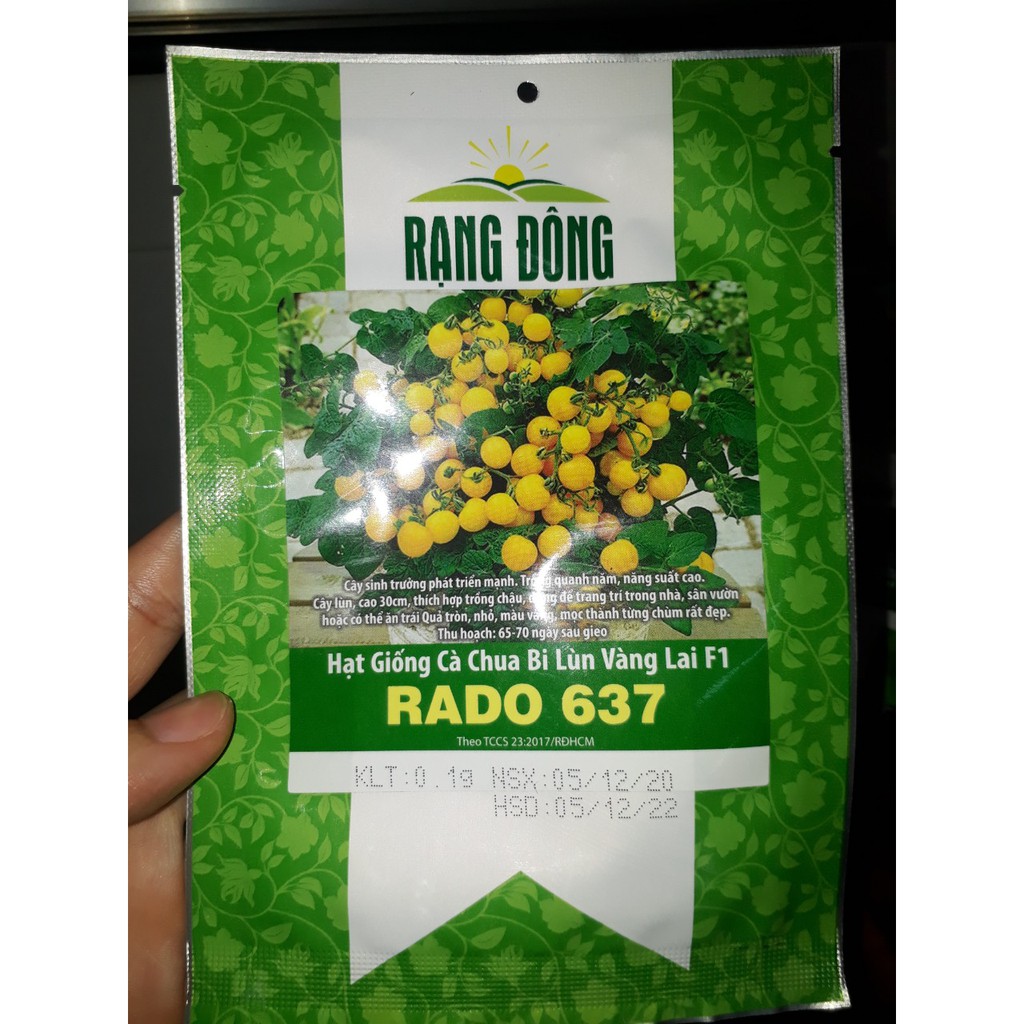 RẠNG ĐÔNG
Cây sinh trưởng phát triển mạnh. Trồng quanh năm, năng suất cao.
Cây lùn, cao 30cm, thích hợp trồng chậu, dùng để trang trí trong nhà, sân vườn
hoặc có thể ăn trái Quả tròn, nhỏ, màu vàng, mọc thành từng chùm rất đẹp.
Thu hoạch: 65-70 ngày sau gieo
Hạt Giống Cà Chua Bi Lùn Vàng Lai F1
RADO 637
Theo TCCS 23:2017/RĐHCM
KLT:0.1g NSX:05/12/20
HSD:05/12/22